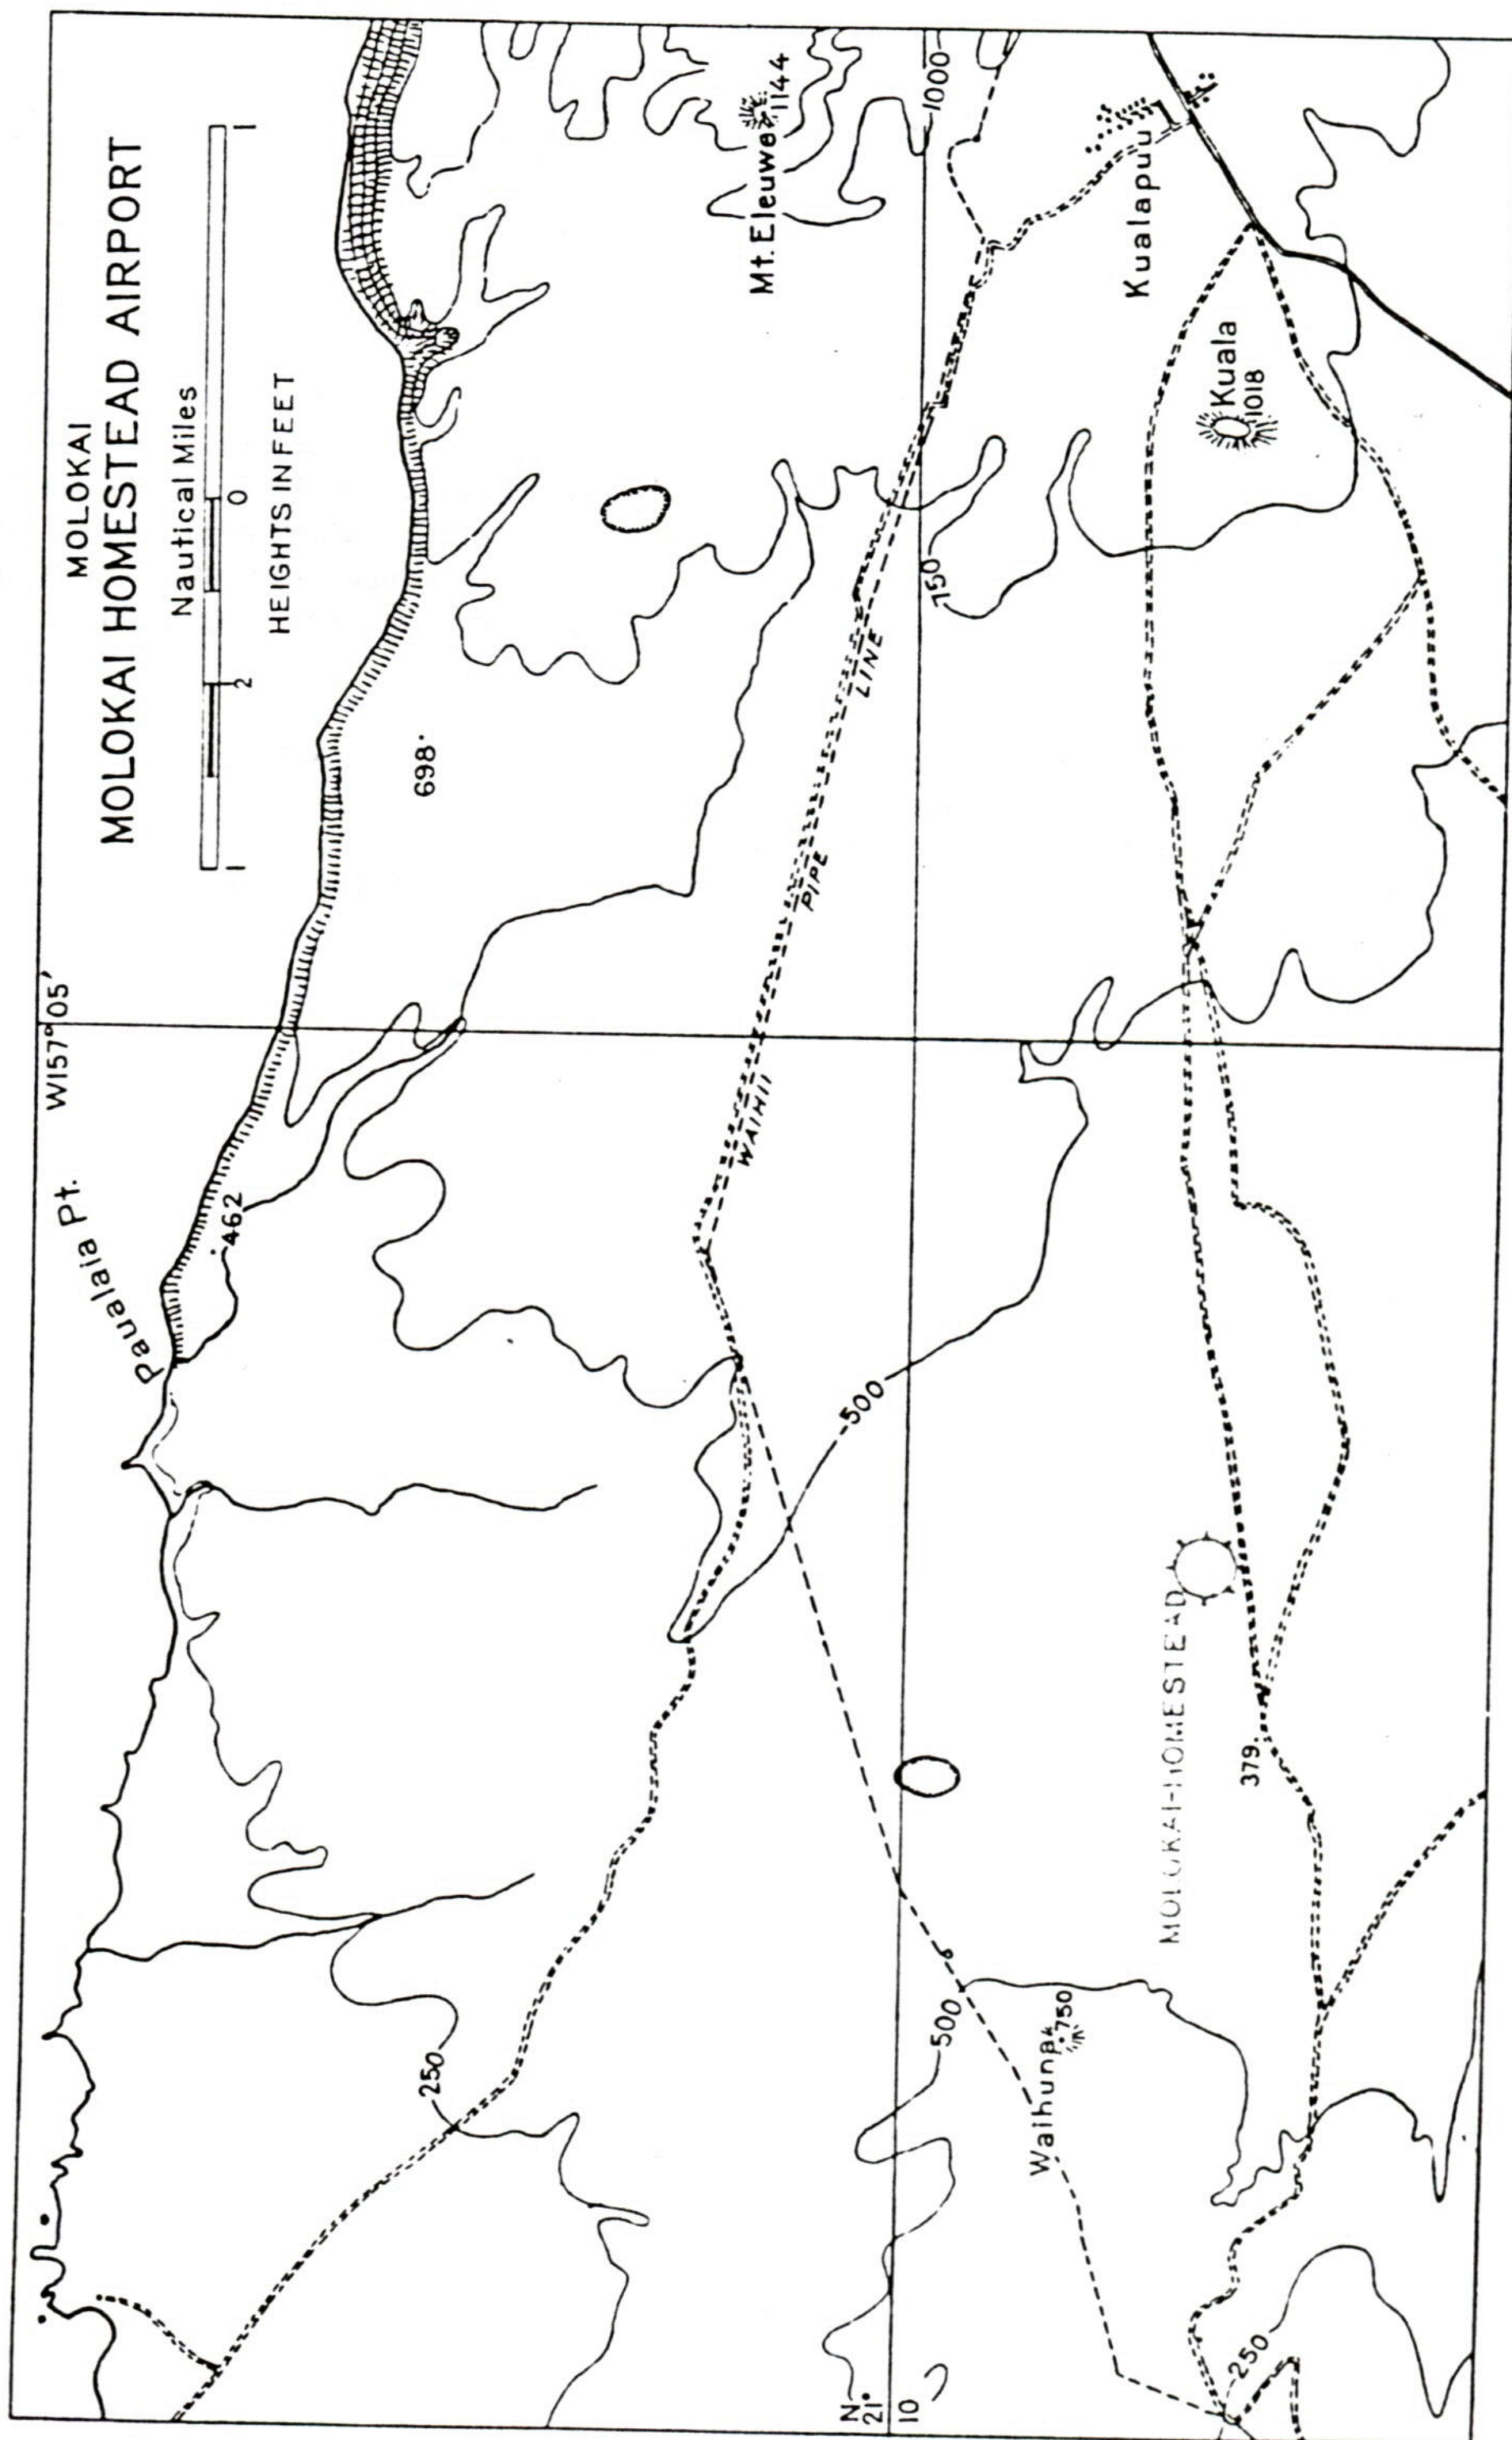 MOLOKAI
MOLOKAI HOMESTEAD AIRPORT
Nautical Miles
1 0 2 1
HEIGHTS IN FEET
W157° 05′
Paualaia Pt.
462
698
Mt. Eleuwe
1144
1000
Kualapuu
Kuala
1018
750
WAIHII PIPE LINE
500
MOLOKAI-HOMESTEAD
379
250
500
750
N
21°
10
250